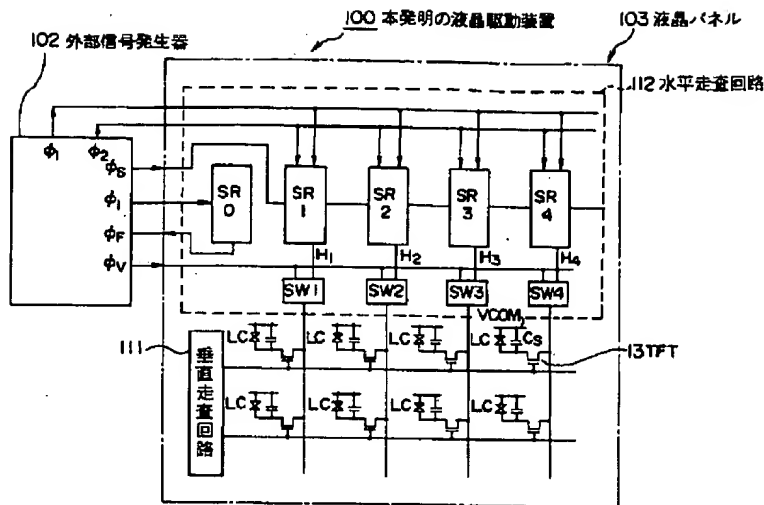 100 本発明の液晶駆動装置
103 液晶パネル
102 外部信号発生器
112 水平走査回路
Φ1 Φ2
ΦS
ΦI
ΦF
ΦV
SR 0
SR 1
SR 2
SR 3
SR 4
H1
H2
H3
H4
SW1
SW2
SW3
SW4
VCOM
LC
LC
LC
LC
CS
13TFT
111
垂直走査回路
LC
LC
LC
LC